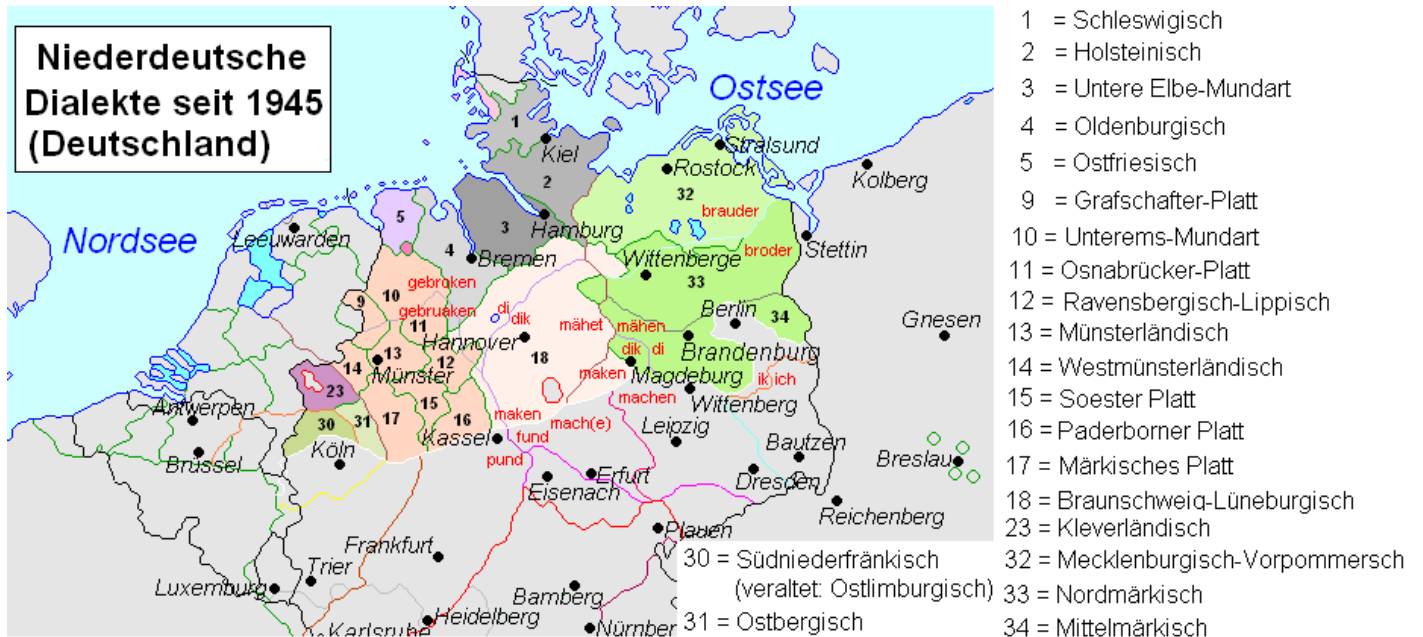 Niederdeutsche
Dialekte seit 1945
(Deutschland)
Nordsee
Ostsee
1
2
3
4
5
9
10
11
12
13
14
15
16
17
18
23
30
31
32
33
34
Kiel
Stralsund
Rostock
Kolberg
Hamburg
brauder
Leeuwarden
Bremen
Wittenberge
broder
Stettin
gebroken
gebruaken
di
dik
mähet
mähen
Berlin
Gnesen
Hannover
Brandenburg
Münster
dik
di
maken
Magdeburg
ik
ich
machen
Wittenberg
Antwerpen
maken
mach(e)
Kassel
fund
pund
Leipzig
Bautzen
Brüssel
Köln
Breslau
Erfurt
Eisenach
Dresden
Reichenberg
Plauen
Frankfurt
Trier
Luxemburg
Bamberg
Heidelberg
Karlsruhe
Nürnber
1 = Schleswigisch
2 = Holsteinisch
3 = Untere Elbe-Mundart
4 = Oldenburgisch
5 = Ostfriesisch
9 = Grafschafter-Platt
10 = Unterems-Mundart
11 = Osnabrücker-Platt
12 = Ravensbergisch-Lippisch
13 = Münsterländisch
14 = Westmünsterländisch
15 = Soester Platt
16 = Paderborner Platt
17 = Märkisches Platt
18 = Braunschweig-Lüneburgisch
23 = Kleverländisch
30 = Südniederfränkisch
(veraltet: Ostlimburgisch)
31 = Ostbergisch
32 = Mecklenburgisch-Vorpommersch
33 = Nordmärkisch
34 = Mittelmärkisch